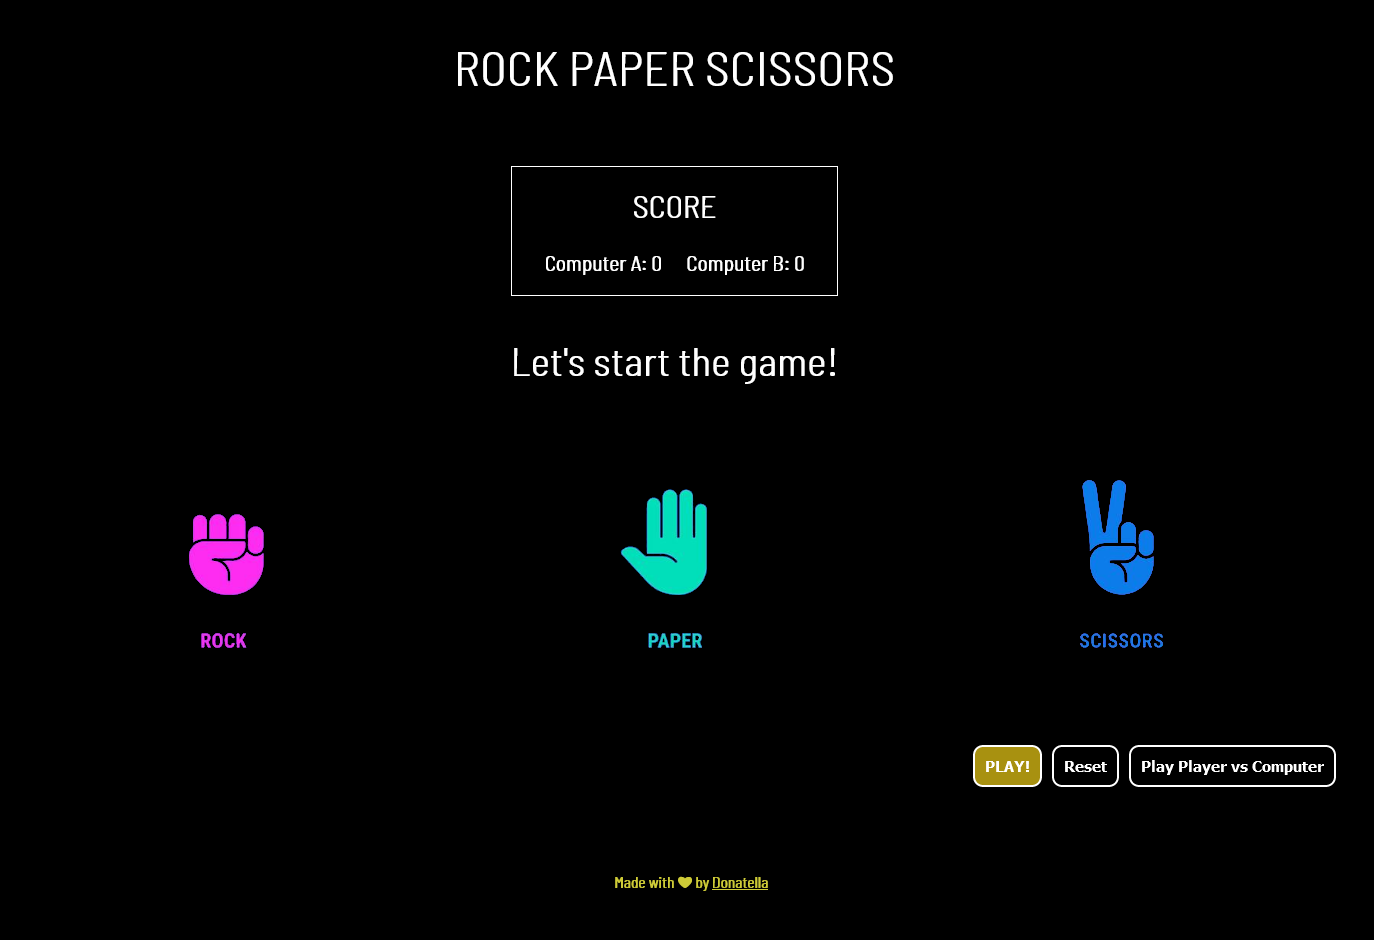 ROCK PAPER SCISSORS
SCORE
Computer A: 0 Computer B: 0
Let's start the game!
ROCK PAPER SCISSORS
PLAY! Reset Play Player vs Computer
Made with ♥ by Donatella